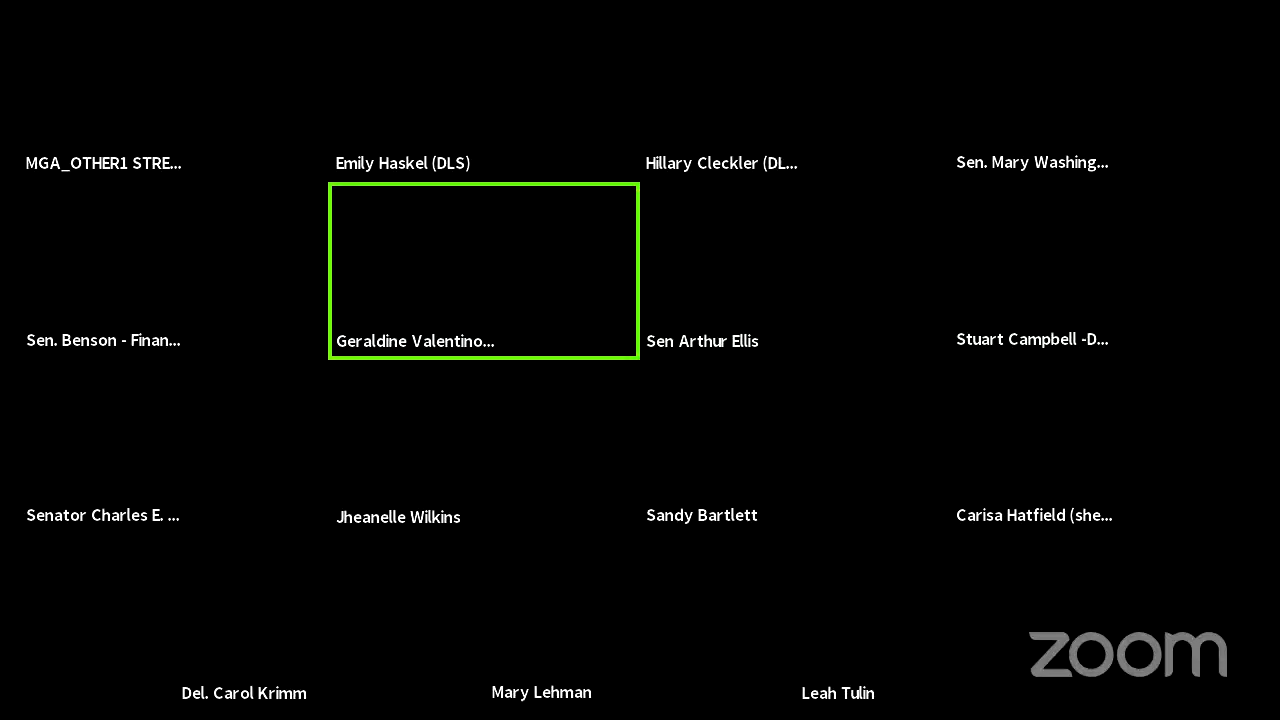 MGA_OTHER1 STRE...
Emily Haskel (DLS)
Hillary Cleckler (DL...
Sen. Mary Washing...
Sen. Benson - Finan...
Geraldine Valentino...
Sen Arthur Ellis
Stuart Campbell -D...
Senator Charles E. ...
Jheanelle Wilkins
Sandy Bartlett
Carisa Hatfield (she...
Del. Carol Krimm
Mary Lehman
Leah Tulin
zoom